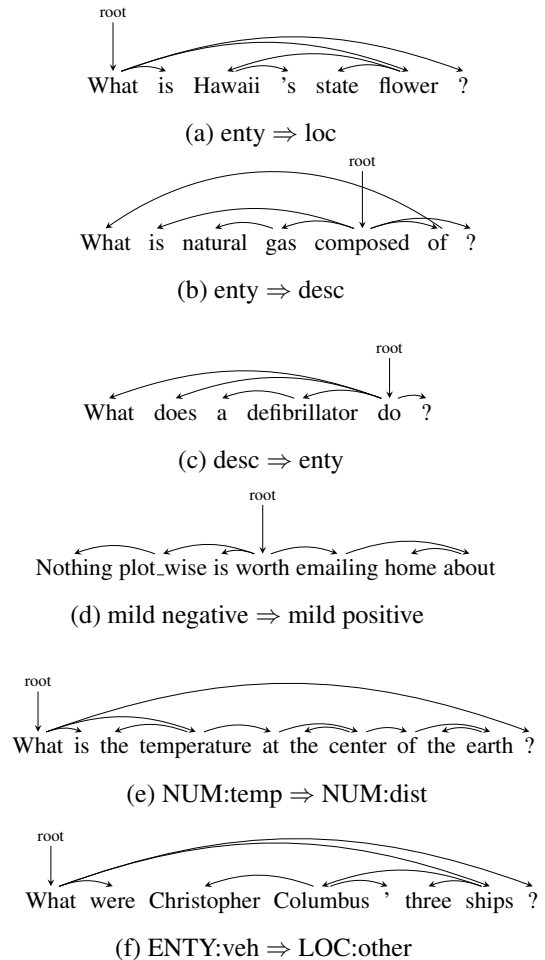 root
What is Hawaii 's state flower ?
(a) enty ⇒ loc
root
What is natural gas composed of ?
(b) enty ⇒ desc
root
What does a defibrillator do ?
(c) desc ⇒ enty
root
Nothing plot_wise is worth emailing home about
(d) mild negative ⇒ mild positive
root
What is the temperature at the center of the earth ?
(e) NUM:temp ⇒ NUM:dist
root
What were Christopher Columbus ' three ships ?
(f) ENTY:veh ⇒ LOC:other